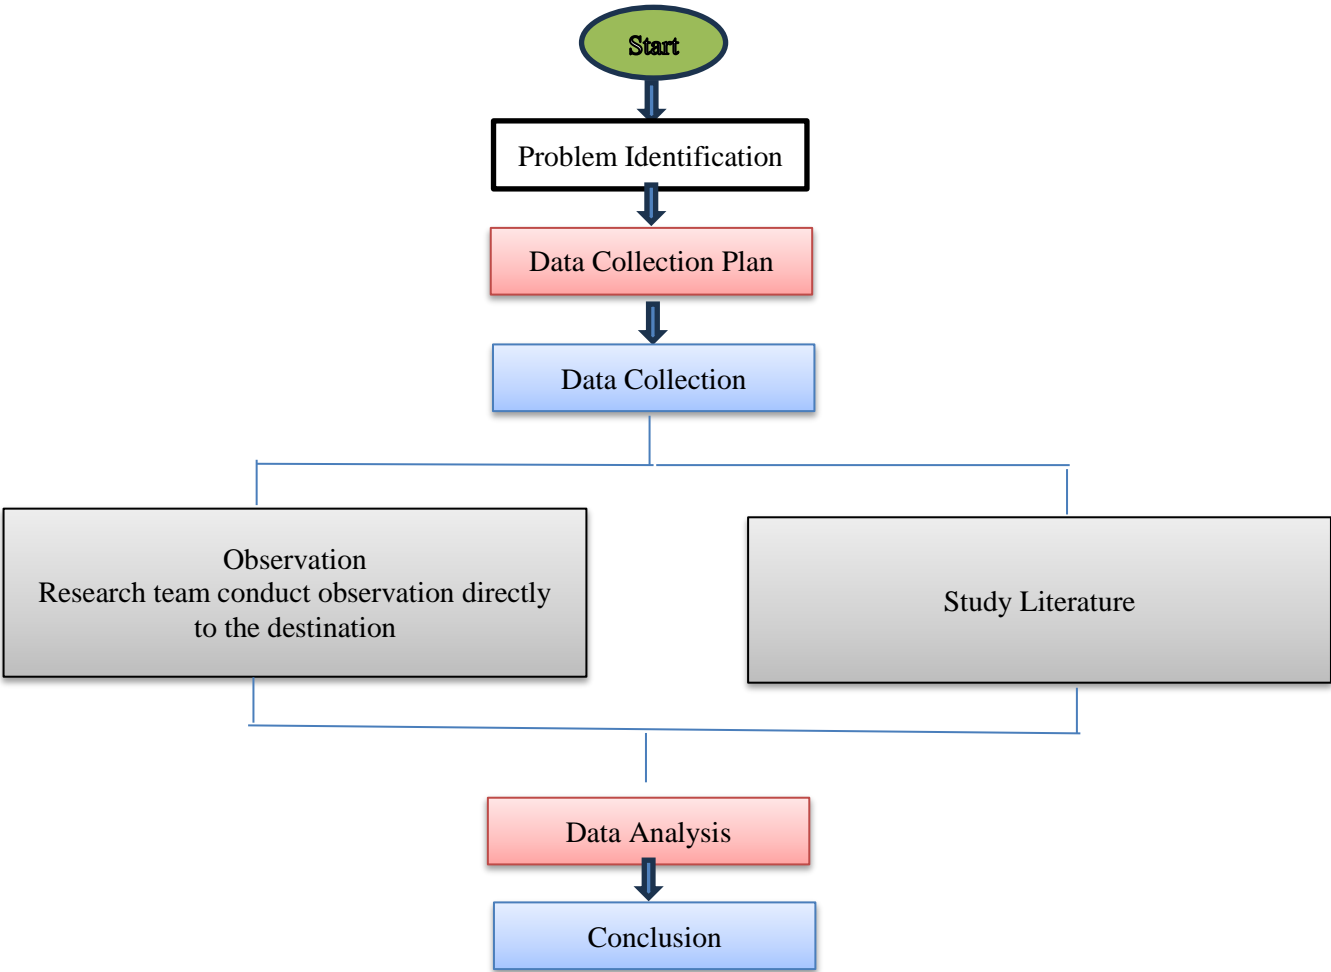 Start
Problem Identification
Data Collection Plan
Data Collection
Observation
Research team conduct observation directly
to the destination
Study Literature
Data Analysis
Conclusion